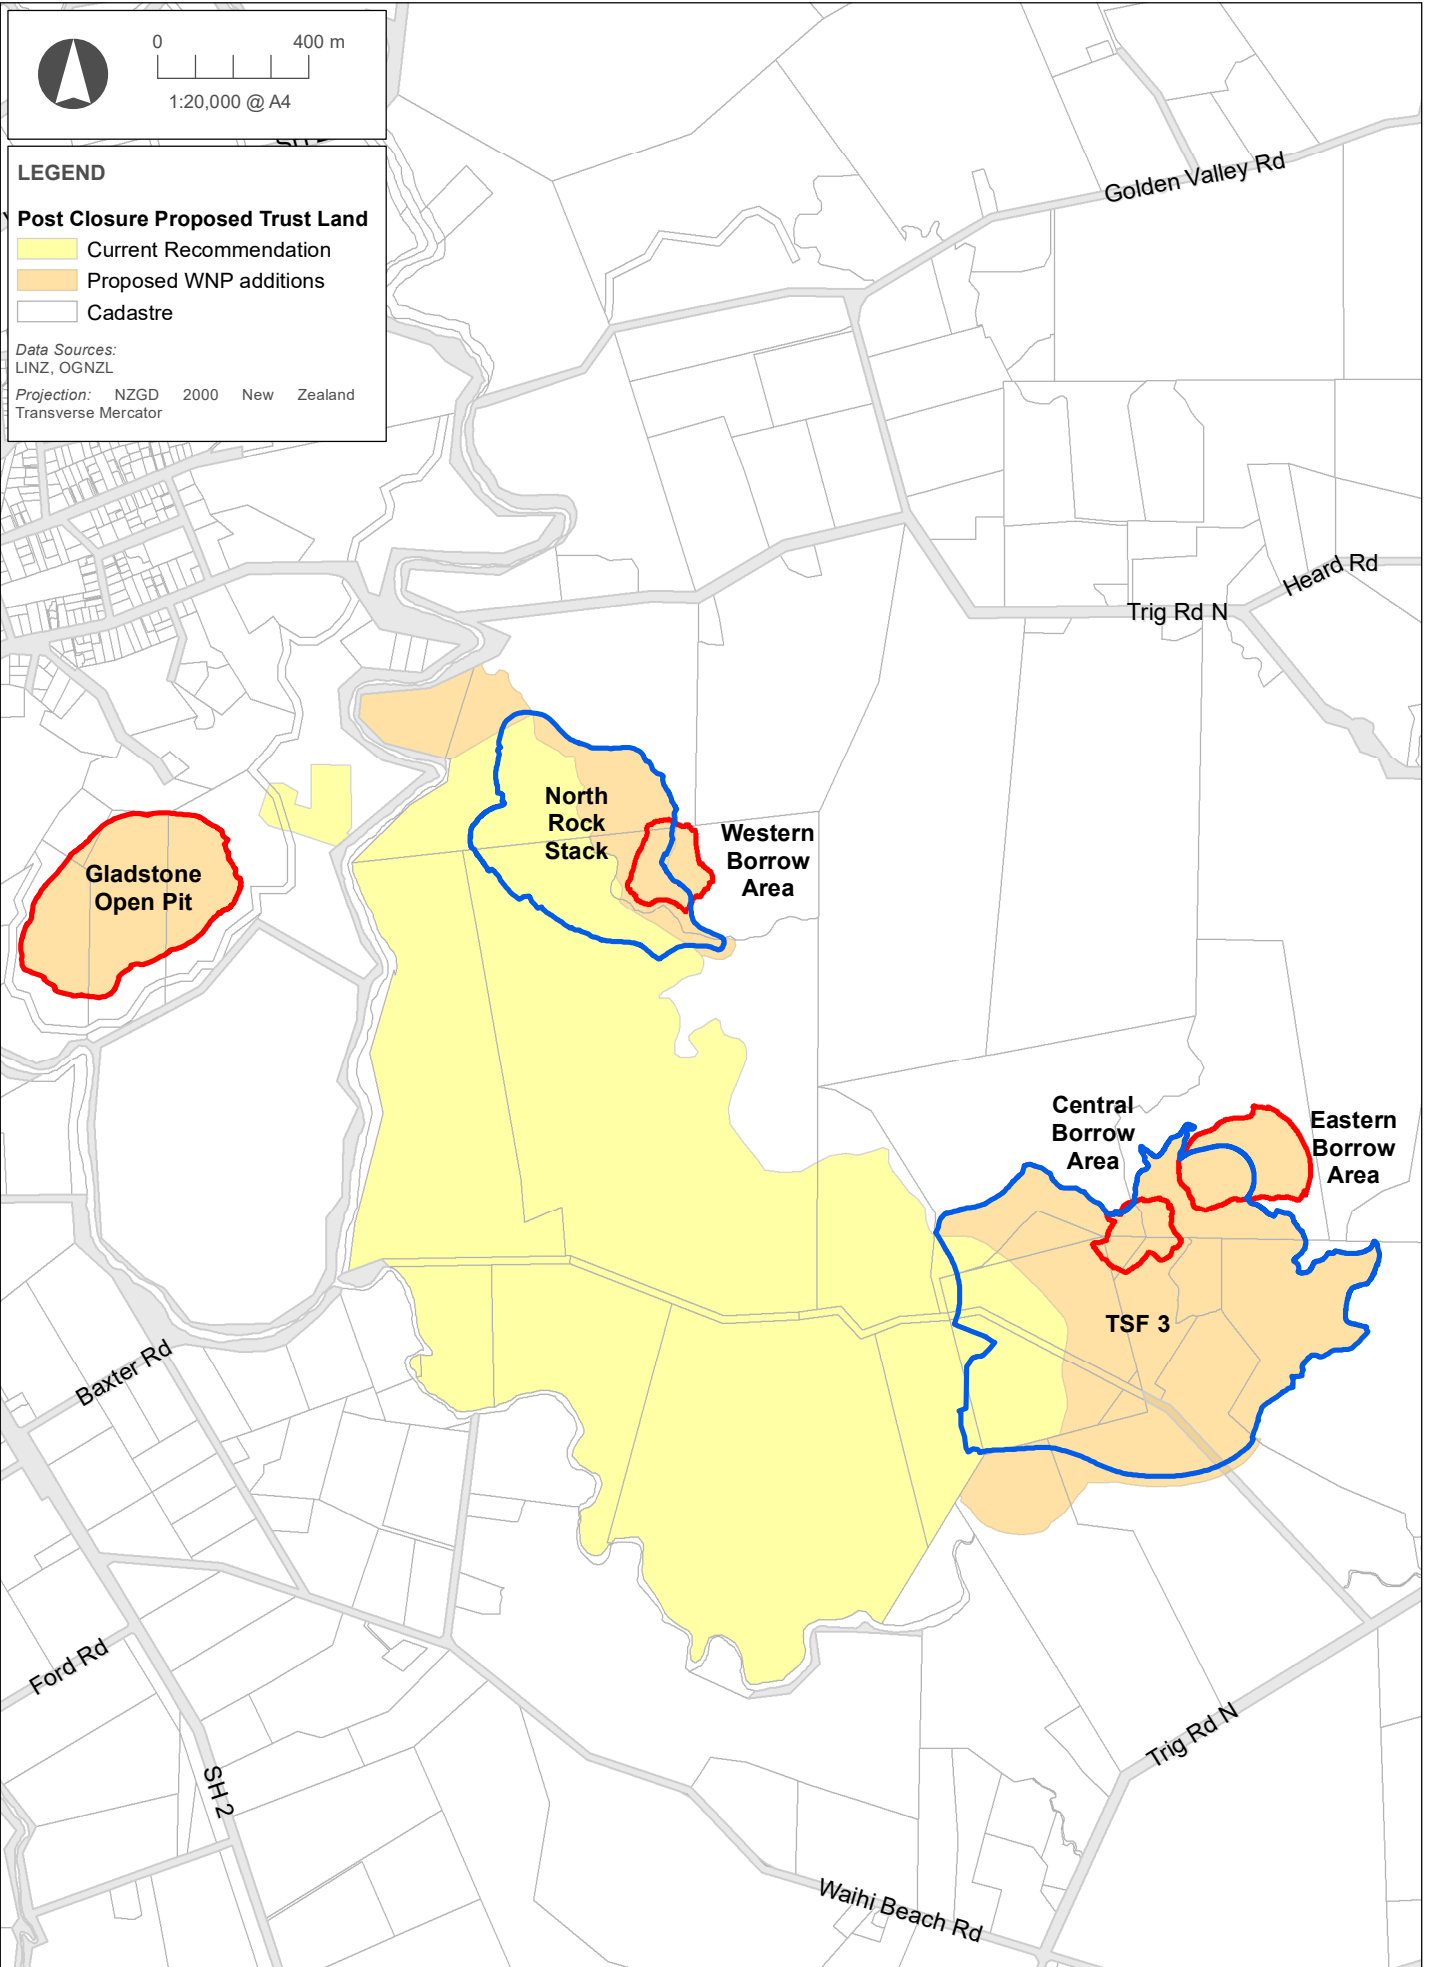 0 400 m
1:20,000 @ A4
LEGEND
Post Closure Proposed Trust Land
Current Recommendation
Proposed WNP additions
Cadastre
Data Sources:
LINZ, OGNZL
Projection: NZGD 2000 New Zealand
Transverse Mercator
Golden Valley Rd
Heard Rd
Trig Rd N
North
Rock
Stack
Western
Borrow
Area
Gladstone
Open Pit
Central
Borrow
Area
Eastern
Borrow
Area
TSF 3
Baxter Rd
Ford Rd
SH 2
Trig Rd N
Waihi Beach Rd